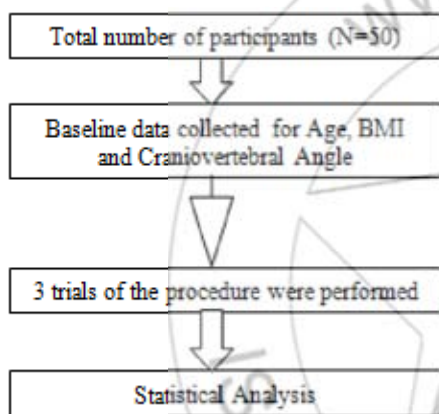 Total number of participants (N=50)
Baseline data collected for Age, BMI
and Craniovertebral Angle
3 trials of the procedure were performed
Statistical Analysis